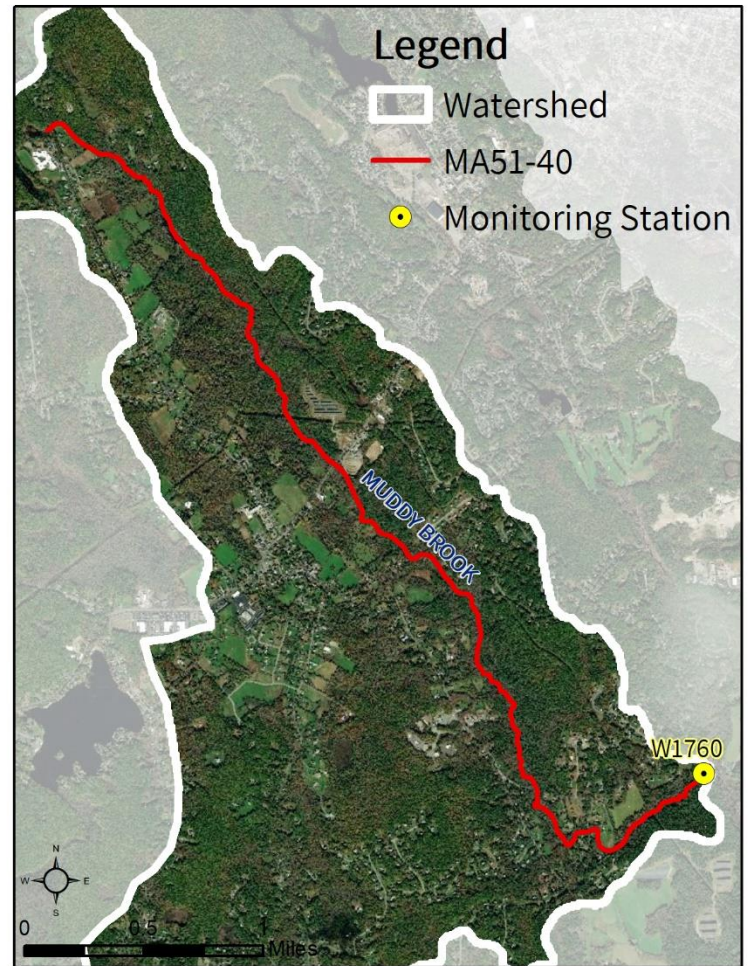 Legend
Watershed
MA51-40
Monitoring Station
MUDDY BROOK
W1760
N
W E
S
0 0.5 1
Miles